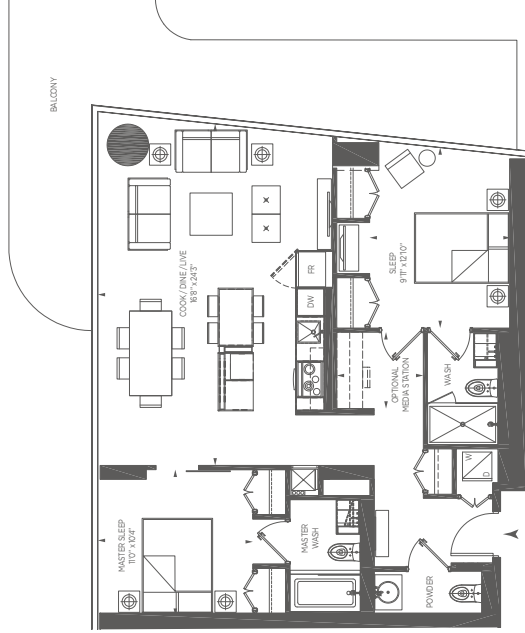 BALCONY
COOK / DINE / LIVE
16'8" x 24'3"
FR
DW
SLEEP
9'11" x 12'10"
OPTIONAL
MEDIA STATION
WASH
W
D
MASTER SLEEP
11'0" x 10'4"
MASTER
WASH
POWDER